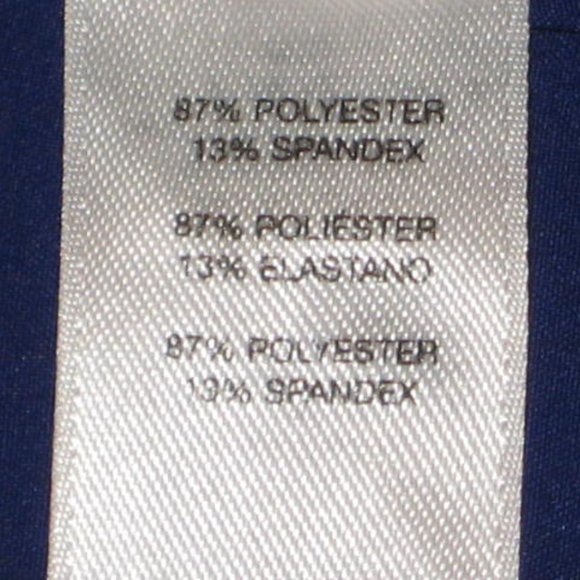 87% POLYESTER
13% SPANDEX
87% POLIESTER
13% ELASTANO
87% POLYESTER
13% SPANDEX